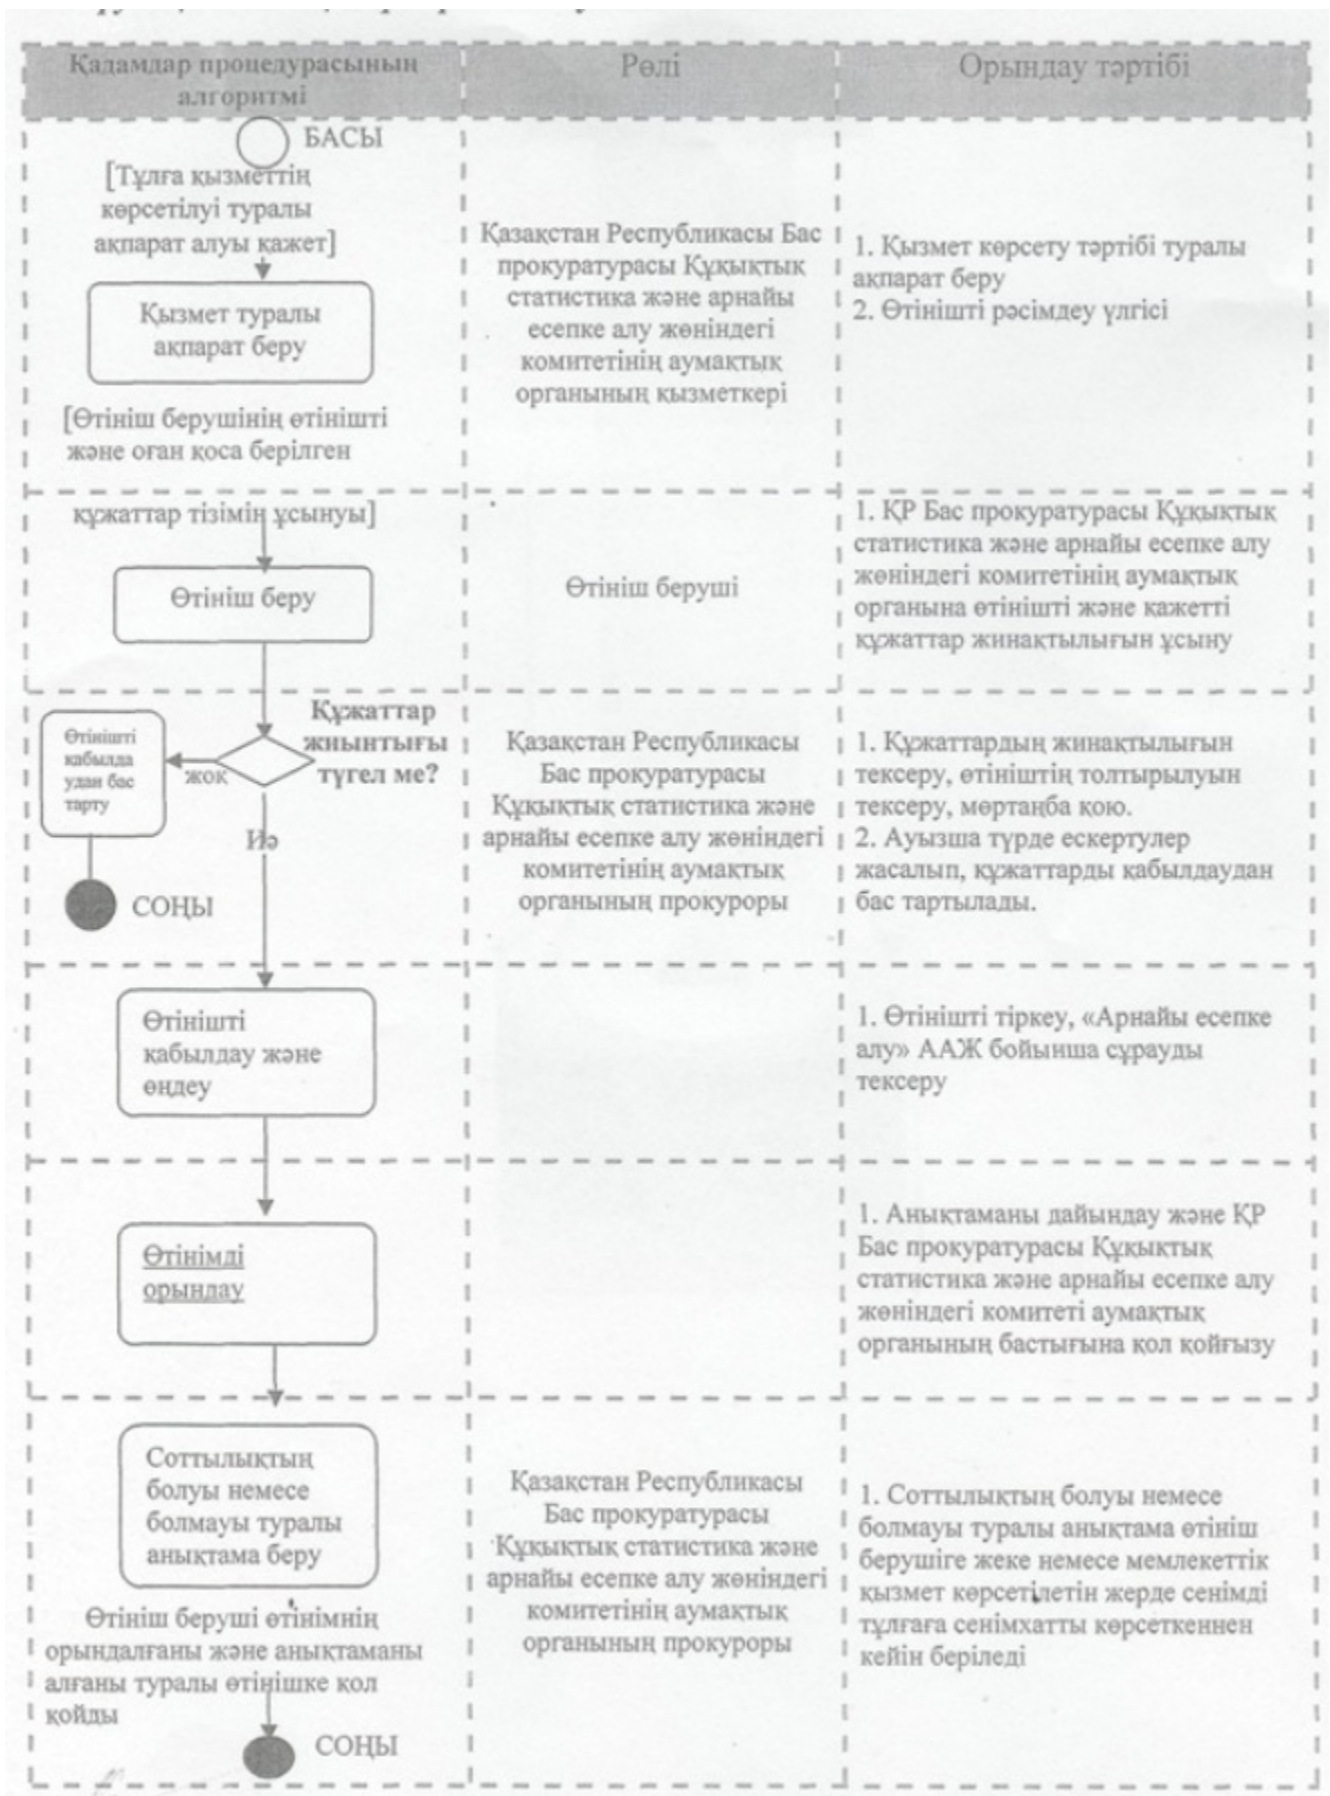 Қадамдар процедурасының
алгоритмі
Рөлі
Орындау тәртібі
БАСЫ
[Тұлға қызметтің
көрсетілуі туралы
ақпарат алуы қажет]
Қызмет туралы
ақпарат беру
[Өтініш берушінің өтінішті
және оған қоса берілген
Қазақстан Республикасы Бас
прокуратурасы Құқықтық
статистика және арнайы
есепке алу жөніндегі
комитетінің аумақтық
органының қызметкері
1. Қызмет көрсету тәртібі туралы
ақпарат беру
2. Өтінішті рәсімдеу үлгісі
құжаттар тізімін ұсынуы]
Өтініш беру
Өтініш беруші
1. ҚР Бас прокуратурасы Құқықтық
статистика және арнайы есепке алу
жөніндегі комитетінің аумақтық
органына өтінішті және қажетті
құжаттар жинақтылығын ұсыну
Құжаттар
жиынтығы
түгел ме?
Өтінішті
қабылда
удан бас
тарту
жоқ
Иә
СОҢЫ
Қазақстан Республикасы
Бас прокуратурасы
Құқықтық статистика және
арнайы есепке алу жөніндегі
комитетінің аумақтық
органының прокуроры
1. Құжаттардың жинақтылығын
тексеру, өтініштің толтырылуын
тексеру, мөртаңба қою.
2. Ауызша түрде ескертулер
жасалып, құжаттарды қабылдаудан
бас тартылады.
Өтінішті
қабылдау және
өңдеу
1. Өтінішті тіркеу, «Арнайы есепке
алу» ААЖ бойынша сұрауды
тексеру
Өтінімді
орындау
1. Анықтаманы дайындау және ҚР
Бас прокуратурасы Құқықтық
статистика және арнайы есепке алу
жөніндегі комитеті аумақтық
органының бастығына қол қойғызу
Соттылықтың
болуы немесе
болмауы туралы
анықтама беру
Өтініш беруші өтінімнің
орындалғаны және анықтаманы
алғаны туралы өтінішке қол
қойды
СОҢЫ
Қазақстан Республикасы
Бас прокуратурасы
Құқықтық статистика және
арнайы есепке алу жөніндегі
комитетінің аумақтық
органының прокуроры
1. Соттылықтың болуы немесе
болмауы туралы анықтама өтініш
берушіге жеке немесе мемлекеттік
қызмет көрсетілетін жерде сенімді
тұлғаға сенімхатты көрсеткеннен
кейін беріледі